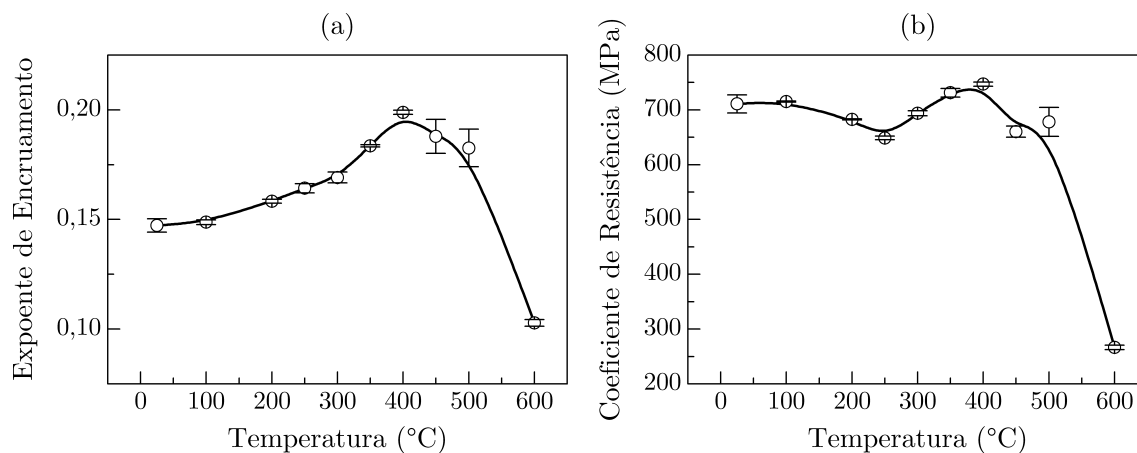 (a)
Expoente de Encruamento
0,20
0,15
0,10
0 100 200 300 400 500 600
Temperatura (°C)
(b)
Coeficiente de Resistência (MPa)
800
700
600
500
400
300
200
0 100 200 300 400 500 600
Temperatura (°C)